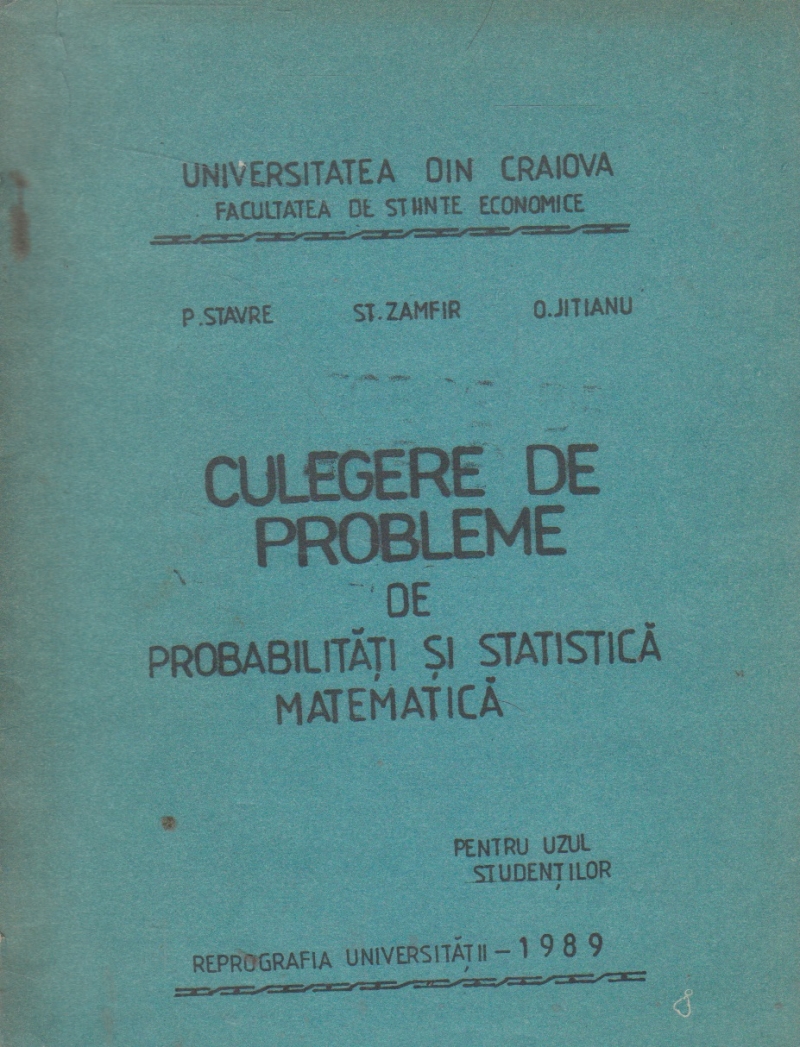 UNIVERSITATEA DIN CRAIOVA
FACULTATEA DE STIINTE ECONOMICE
P.STAVRE ST.ZAMFIR O.JITIANU
CULEGERE DE
PROBLEME
DE
PROBABILITĂȚI ȘI STATISTICĂ
MATEMATICĂ
PENTRU UZUL
STUDENȚILOR
REPROGRAFIA UNIVERSITĂȚII – 1989